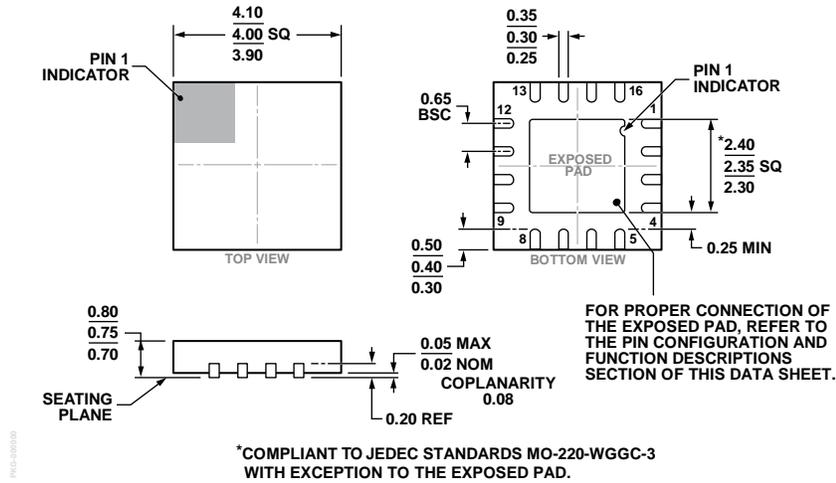 4.10
4.00 SQ
3.90
PIN 1
INDICATOR
TOP VIEW
0.35
0.30
0.25
PIN 1
INDICATOR
0.65
BSC
13
16
12
1
EXPOSED
PAD
*2.40
2.35 SQ
2.30
9
4
8
5
0.25 MIN
0.50
0.40
0.30
BOTTOM VIEW
FOR PROPER CONNECTION OF
THE EXPOSED PAD, REFER TO
THE PIN CONFIGURATION AND
FUNCTION DESCRIPTIONS
SECTION OF THIS DATA SHEET.
0.80
0.75
0.70
SEATING
PLANE
0.05 MAX
0.02 NOM
COPLANARITY
0.08
0.20 REF
*COMPLIANT TO JEDEC STANDARDS MO-220-WGGC-3
WITH EXCEPTION TO THE EXPOSED PAD.
PKG-000000